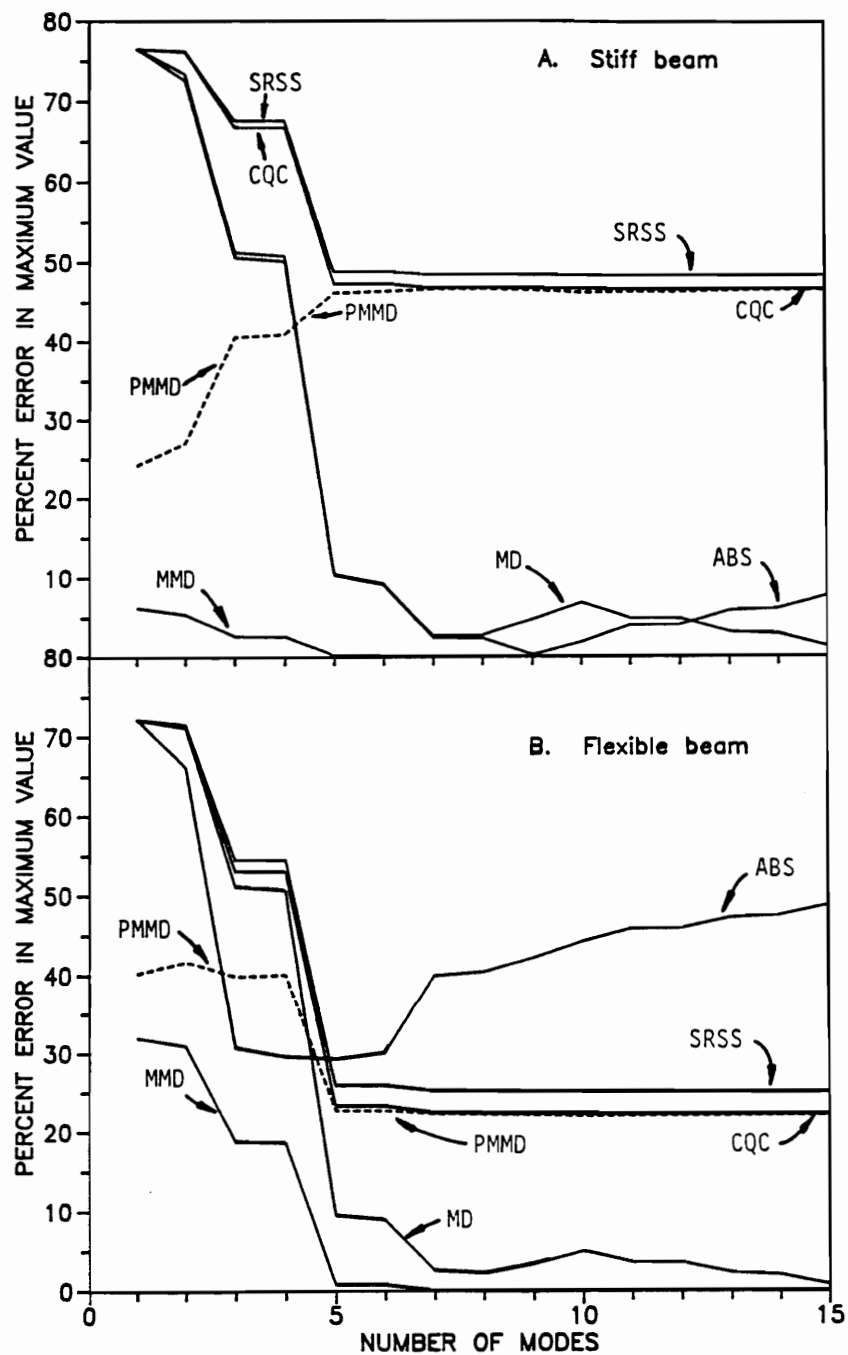 80
A. Stiff beam
SRSS
70
CQC
60
SRSS
50
PMMD
CQC
40
PMMD
30
20
MMD
MD
ABS
10
80
PERCENT ERROR IN MAXIMUM VALUE
70
B. Flexible beam
60
ABS
50
PMMD
40
SRSS
30
MMD
20
PMMD
CQC
10
MD
0
PERCENT ERROR IN MAXIMUM VALUE
0 5 10 15
NUMBER OF MODES